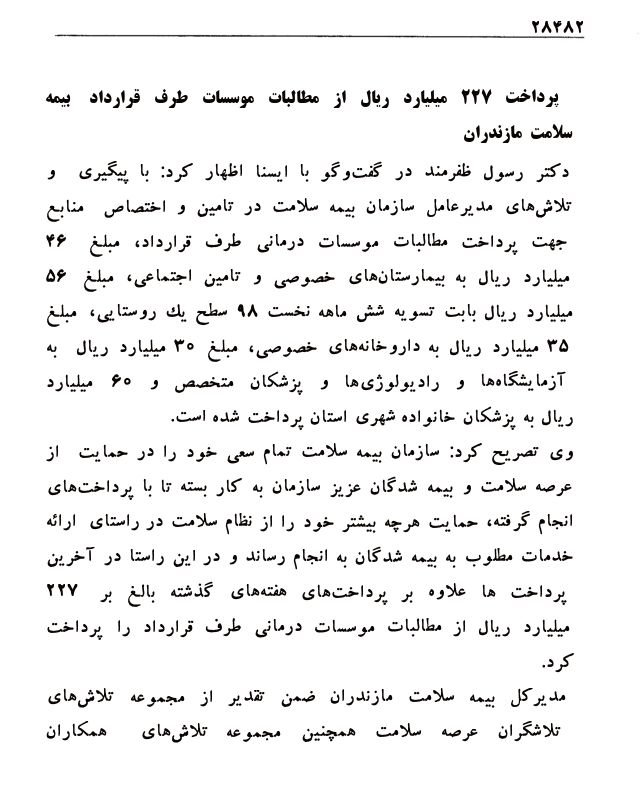 ۲۸۴۸۲
پرداخت ۲۲۷ میلیارد ریال از مطالبات موسسات طرف قرارداد بیمه
سلامت مازندران
دکتر رسول ظفرمند در گفت‌وگو با ایسنا اظهار کرد: با پیگیری و
تلاش‌های مدیرعامل سازمان بیمه سلامت در تامین و اختصاص منابع
جهت پرداخت مطالبات موسسات درمانی طرف قرارداد، مبلغ ۴۶
میلیارد ریال به بیمارستان‌های خصوصی و تامین اجتماعی، مبلغ ۵۶
میلیارد ریال بابت تسویه شش ماهه نخست ۹۸ سطح یك روستایی، مبلغ
۳۵ میلیارد ریال به داروخانه‌های خصوصی، مبلغ ۳۰ میلیارد ریال به
آزمایشگاه‌ها و رادیولوژی‌ها و پزشکان متخصص و ۶۰ میلیارد
ریال به پزشکان خانواده شهری استان پرداخت شده است.
وی تصریح کرد: سازمان بیمه سلامت تمام سعی خود را در حمایت از
عرصه سلامت و بیمه شدگان عزیز سازمان به کار بسته تا با پرداخت‌های
انجام گرفته، حمایت هرچه بیشتر خود را از نظام سلامت در راستای ارائه
خدمات مطلوب به بیمه شدگان به انجام رساند و در این راستا در آخرین
پرداخت ها علاوه بر پرداخت‌های هفته‌های گذشته بالغ بر ۲۲۷
میلیارد ریال از مطالبات موسسات درمانی طرف قرارداد را پرداخت
کرد.
مدیرکل بیمه سلامت مازندران ضمن تقدیر از مجموعه تلاش‌های
تلاشگران عرصه سلامت همچنین مجموعه تلاش‌های همکاران